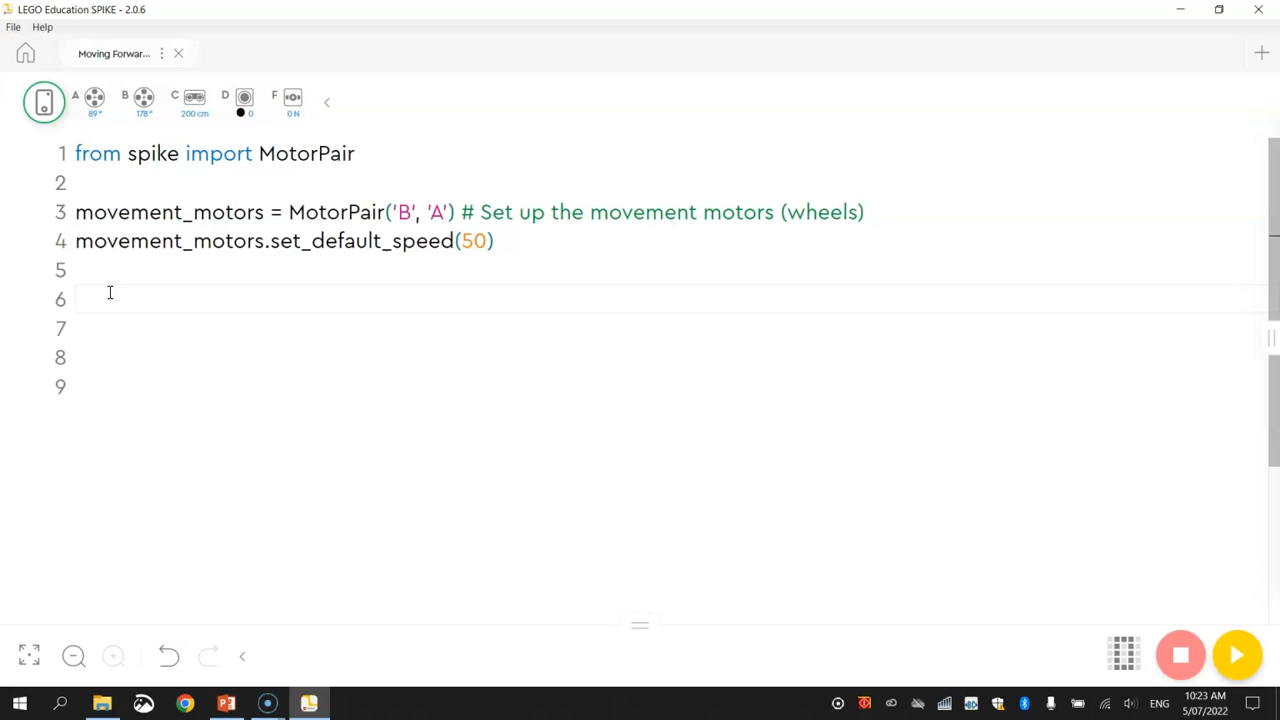 LEGO Education SPIKE - 2.0.6
File Help
Moving Forwar...
A B C D F
89° 178° 200 cm 0 0 N
1 from spike import MotorPair
2
3 movement_motors = MotorPair('B', 'A') # Set up the movement motors (wheels)
4 movement_motors.set_default_speed(50)
5
6
7
8
9
10:23 AM
ENG
5/07/2022